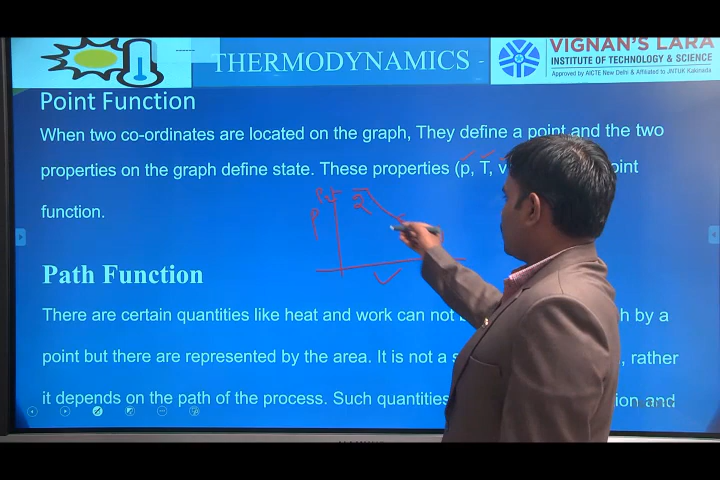 THERMODYNAMICS -
VIGNAN'S LARA
INSTITUTE OF TECHNOLOGY & SCIENCE
Approved by AICTE New Delhi & Affiliated to JNTUK Kakinada
Point Function
When two co-ordinates are located on the graph, They define a point and the two
properties on the graph define state. These properties (p, T, v oint
function.
P
2
Path Function
There are certain quantities like heat and work can not h by a
point but there are represented by the area. It is not a rather
it depends on the path of the process. Such quantities and